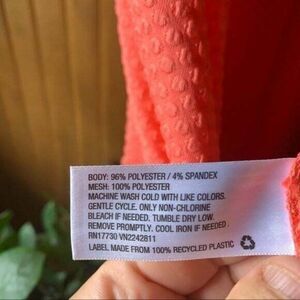 BODY: 96% POLYESTER / 4% SPANDEX
MESH: 100% POLYESTER
MACHINE WASH COLD WITH LIKE COLORS.
GENTLE CYCLE. ONLY NON-CHLORINE
BLEACH IF NEEDED. TUMBLE DRY LOW.
REMOVE PROMPTLY. COOL IRON IF NEEDED.
RN17730 VN2242811
LABEL MADE FROM 100% RECYCLED PLASTIC